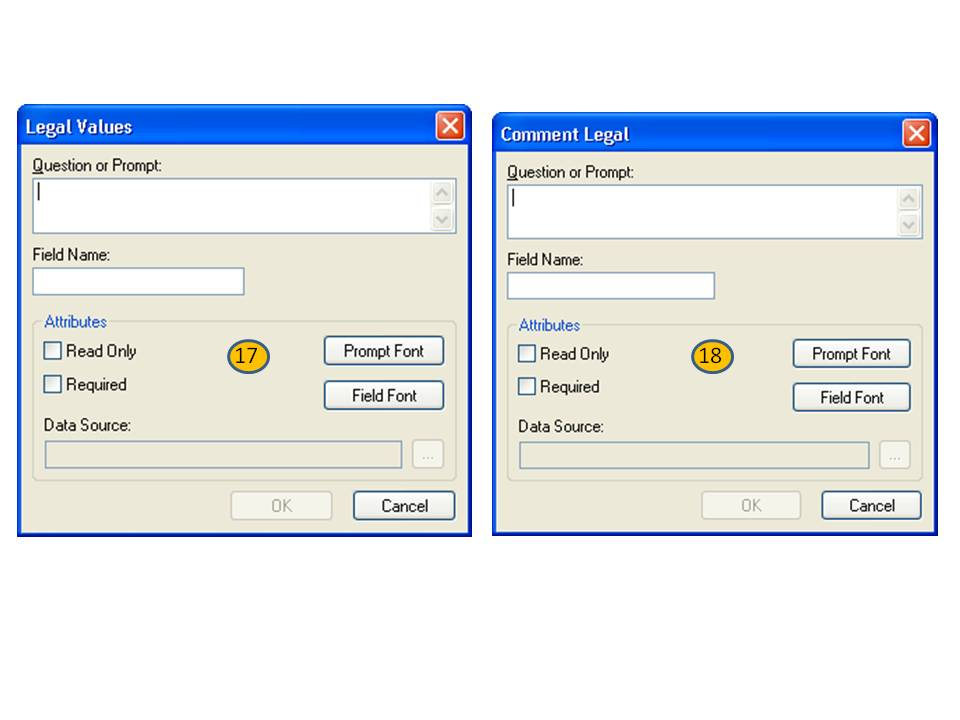 Legal Values
Question or Prompt:
Field Name:
Attributes
Read Only
17
Prompt Font
Required
Field Font
Data Source:
...
OK
Cancel
Comment Legal
Question or Prompt:
Field Name:
Attributes
Read Only
18
Prompt Font
Required
Field Font
Data Source:
...
OK
Cancel